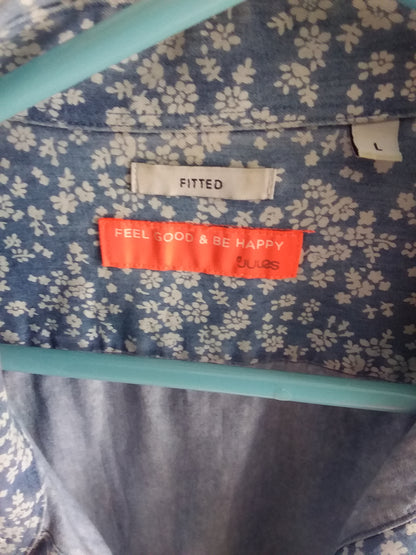 L
FITTED
FEEL GOOD & BE HAPPY
JULES